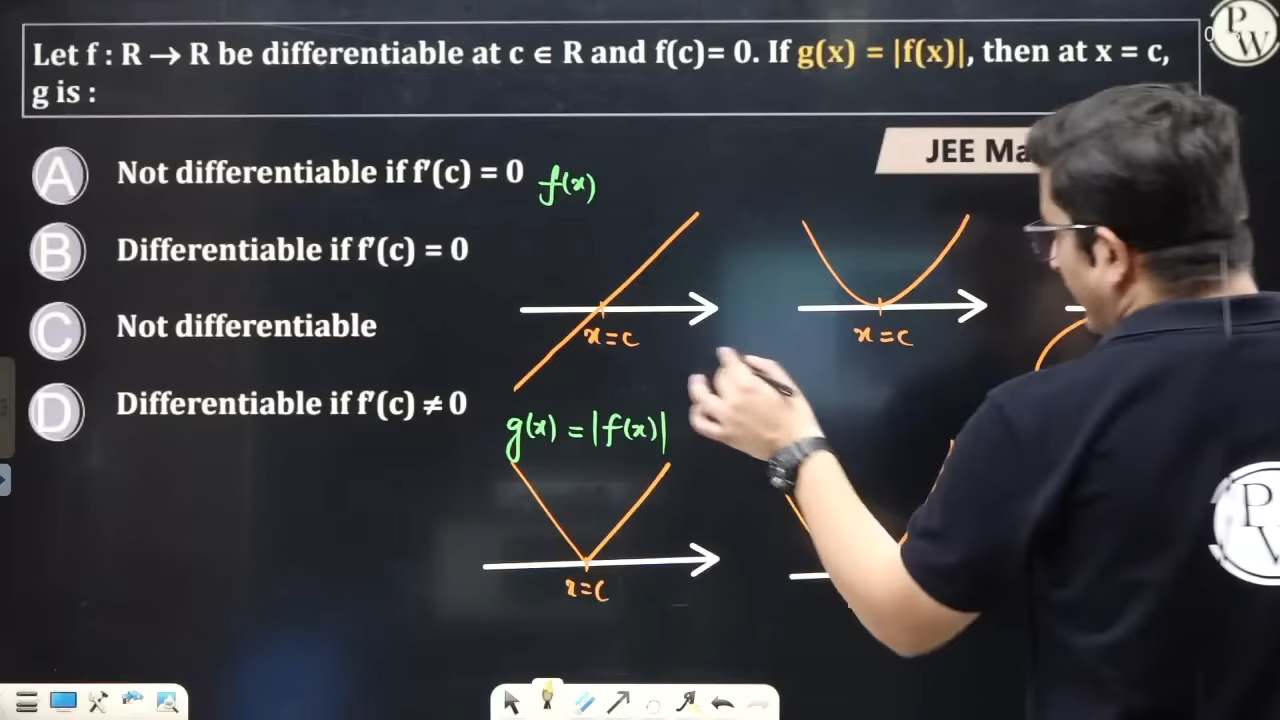 Let f : R → R be differentiable at c ∈ R and f(c)= 0. If g(x) = |f(x)|, then at x = c,
g is :
P
W
JEE Ma
A Not differentiable if f'(c) = 0
f(x)
B Differentiable if f'(c) = 0
C Not differentiable
x=c
x=c
D Differentiable if f'(c) ≠ 0
g(x) = |f(x)|
P
W
x=c